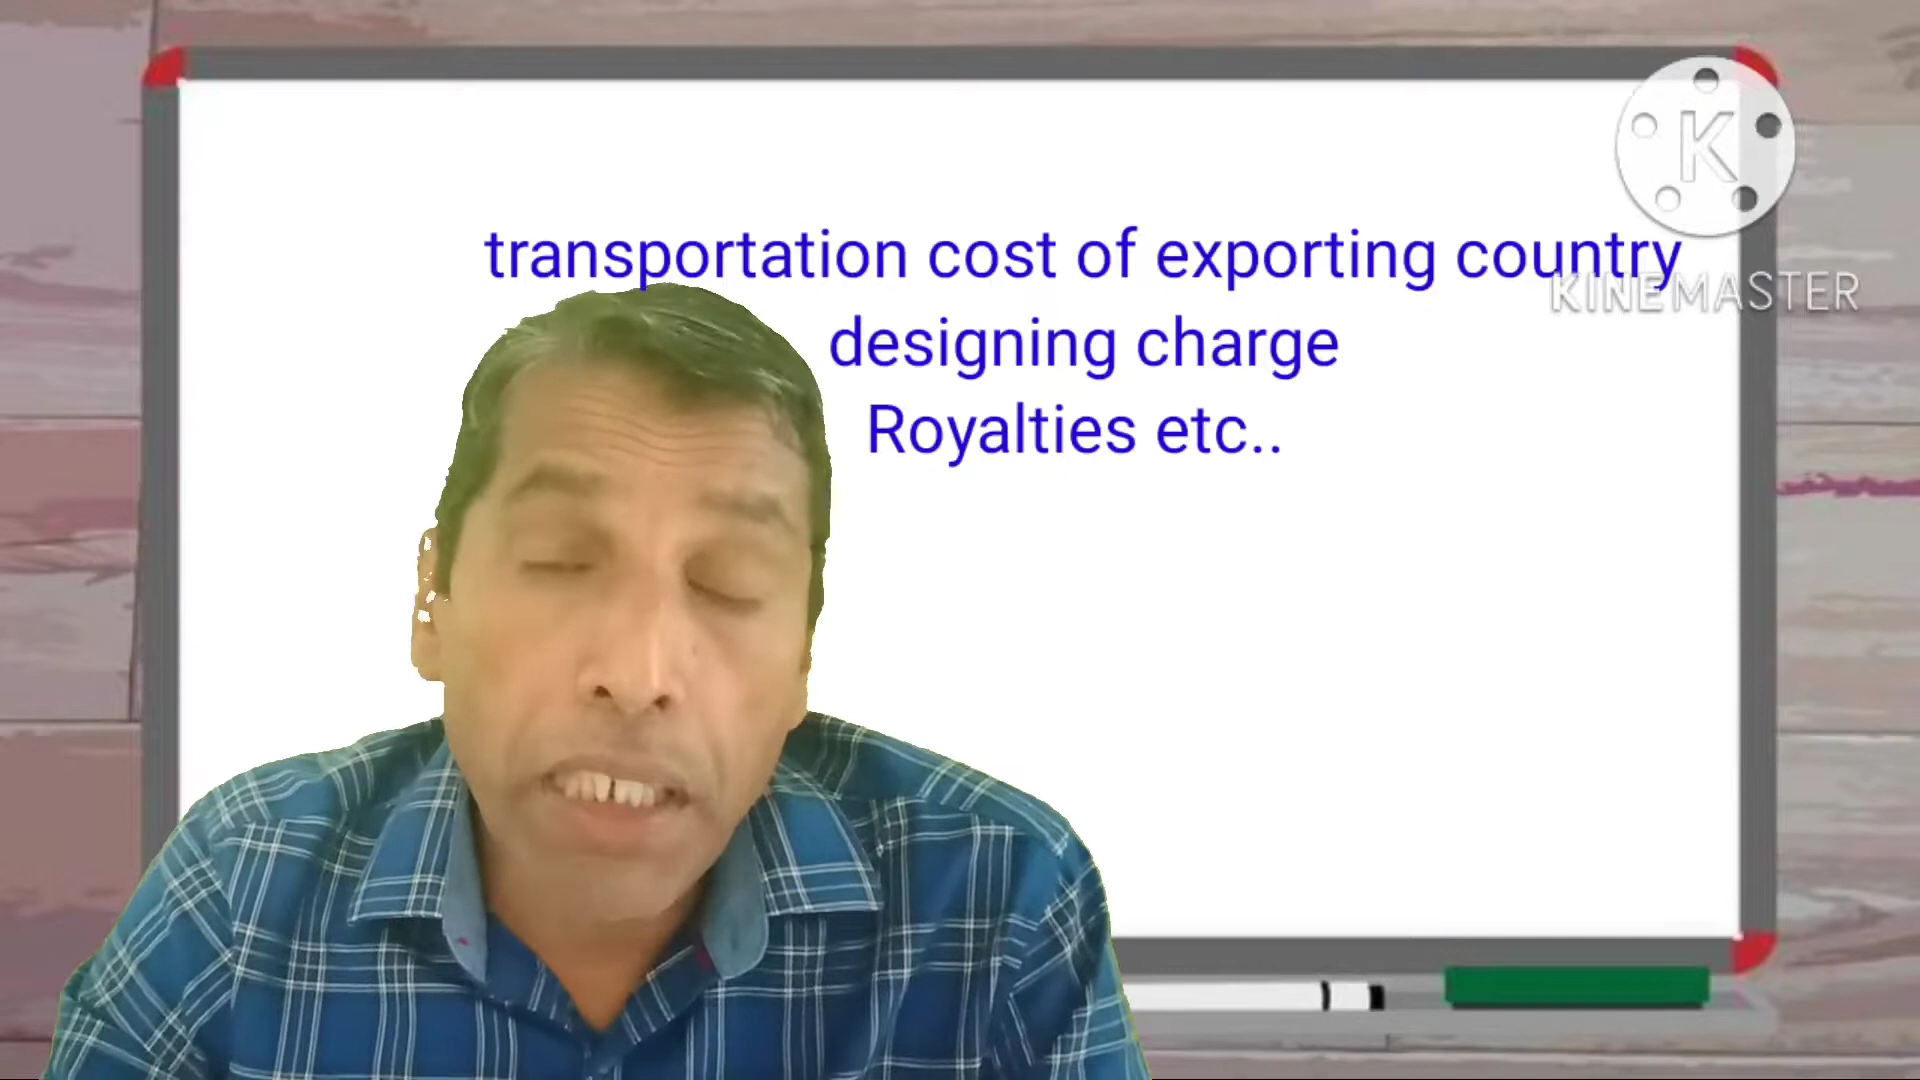 K
KINEMASTER
transportation cost of exporting country
designing charge
Royalties etc..